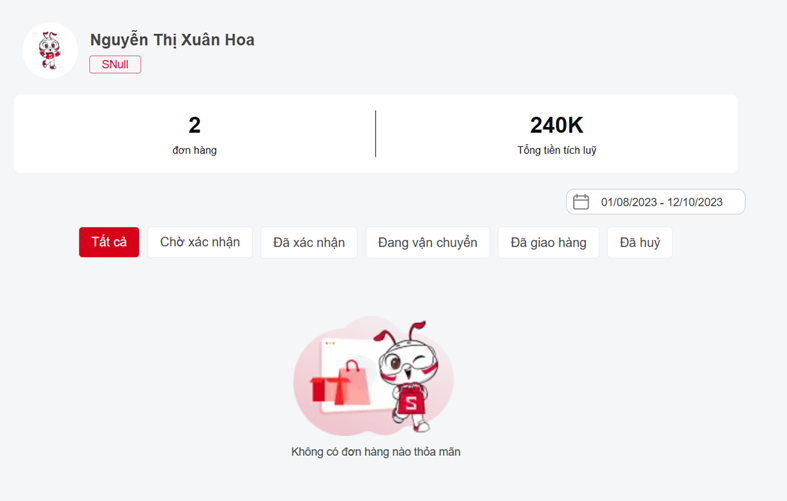 Nguyễn Thị Xuân Hoa
SNull
2
đơn hàng
240K
Tổng tiền tích luỹ
01/08/2023 - 12/10/2023
Tất cả
Chờ xác nhận
Đã xác nhận
Đang vận chuyển
Đã giao hàng
Đã huỷ
S
Không có đơn hàng nào thỏa mãn